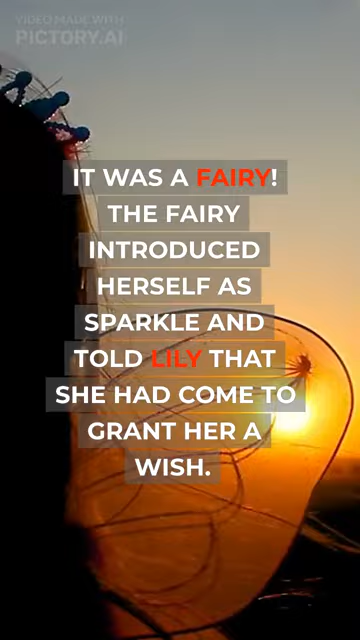 VIDEO MADE WITH
PICTORY.AI
IT WAS A FAIRY!
THE FAIRY
INTRODUCED
HERSELF AS
SPARKLE AND
TOLD LILY THAT
SHE HAD COME TO
GRANT HER A
WISH.